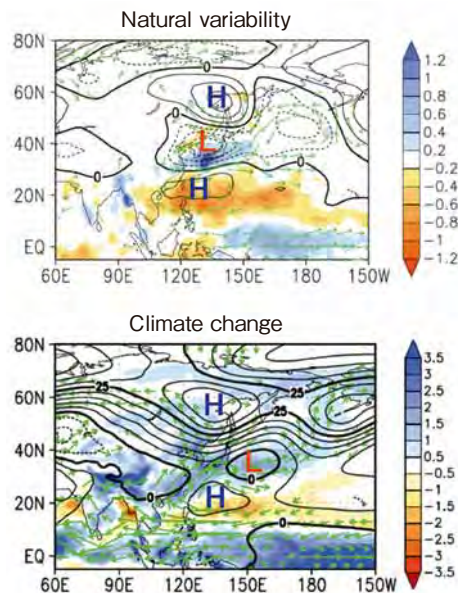 Natural variability
80N
60N
40N
20N
EQ
60E 90E 120E 150E 180 150W
H
L
H
0
0
0
0
1.2
1
0.8
0.6
0.4
0.2
-0.2
-0.4
-0.6
-0.8
-1
-1.2
Climate change
80N
60N
40N
20N
EQ
60E 90E 120E 150E 180 150W
25
25
25
H
L
0
H
0
0
3.5
3
2.5
2
1.5
1
0.5
-0.5
-1
-1.5
-2
-2.5
-3
-3.5